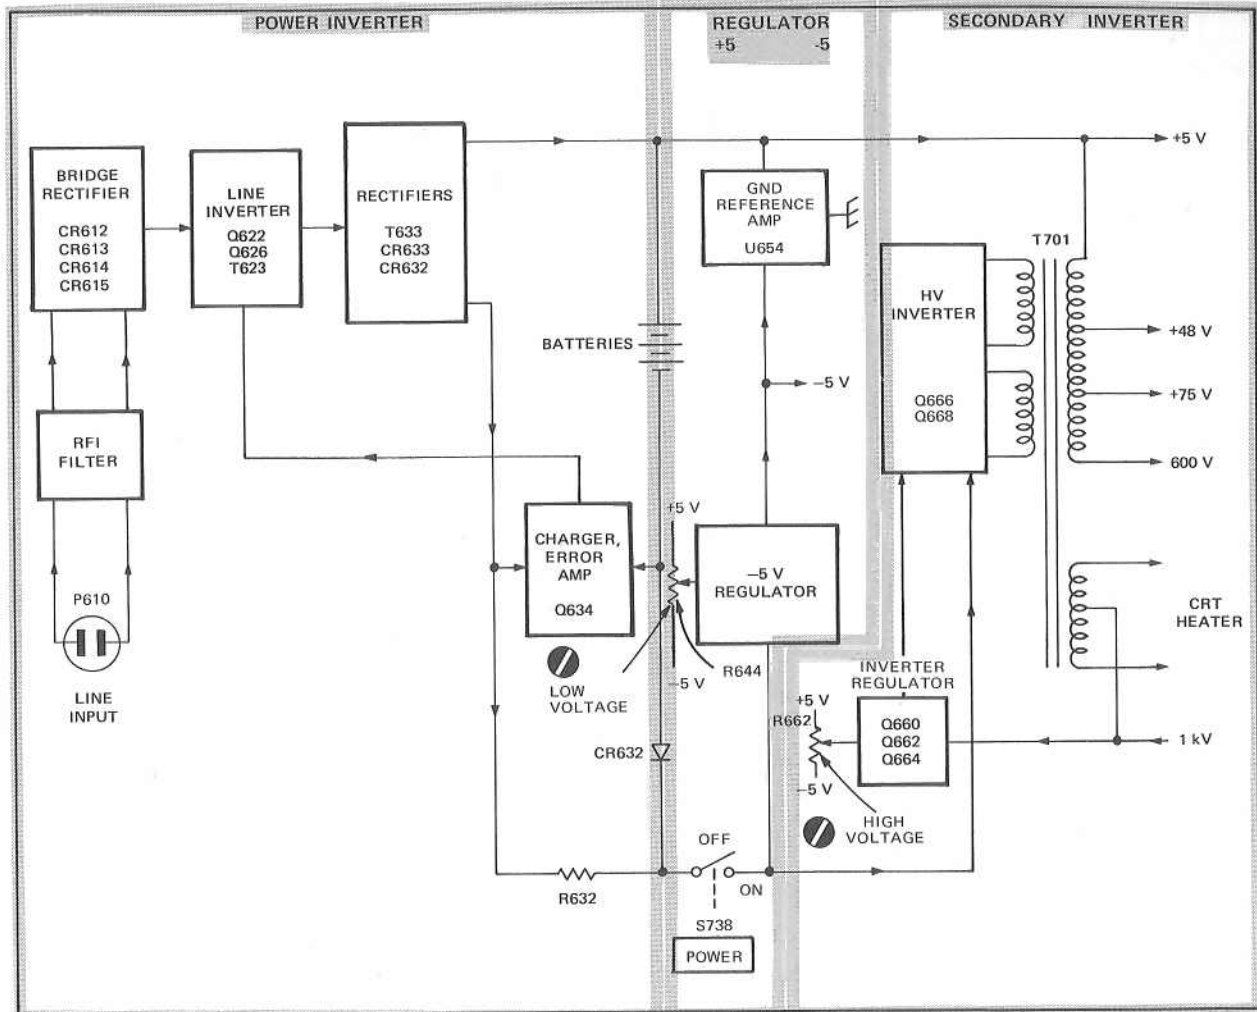 POWER INVERTER
REGULATOR
+5 -5
SECONDARY INVERTER
BRIDGE
RECTIFIER
CR612
CR613
CR614
CR615
LINE
INVERTER
Q622
Q626
T623
RECTIFIERS
T633
CR633
CR632
GND
REFERENCE
AMP
U654
+5 V
T701
HV
INVERTER
Q666
Q668
+48 V
+75 V
600 V
BATTERIES
–5 V
RFI
FILTER
+5 V
CHARGER,
ERROR
AMP
Q634
–5 V
REGULATOR
P610
LINE
INPUT
LOW
VOLTAGE
–5 V
R644
CRT
HEATER
INVERTER
REGULATOR
+5 V
R662
Q660
Q662
Q664
1 kV
–5 V
HIGH
VOLTAGE
CR632
OFF
ON
R632
S738
POWER